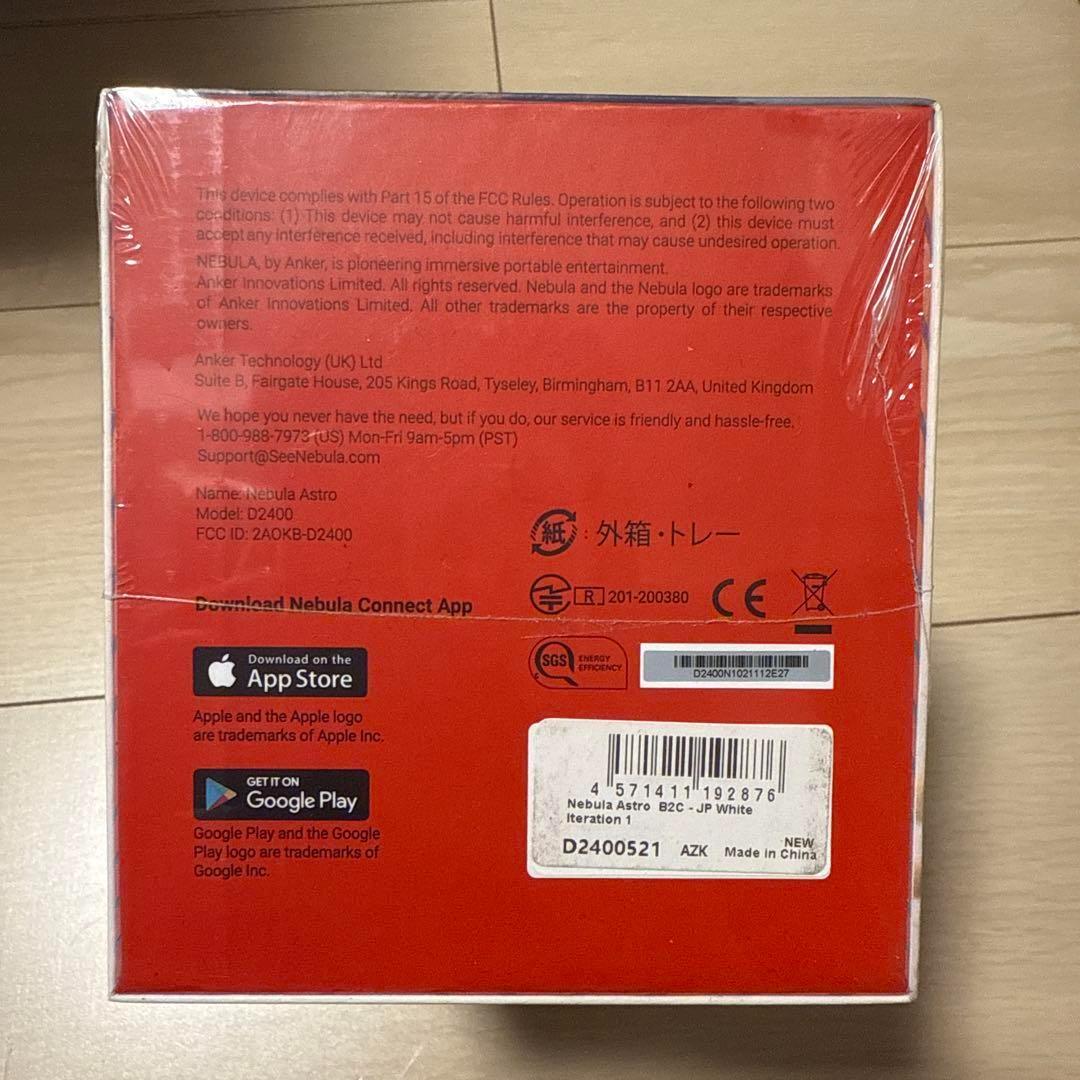 This device complies with Part 15 of the FCC Rules. Operation is subject to the following two
conditions: (1) This device may not cause harmful interference, and (2) this device must
accept any interference received, including interference that may cause undesired operation.
NEBULA, by Anker, is pioneering immersive portable entertainment.
Anker Innovations Limited. All rights reserved. Nebula and the Nebula logo are trademarks
of Anker Innovations Limited. All other trademarks are the property of their respective
owners.
Anker Technology (UK) Ltd
Suite B, Fairgate House, 205 Kings Road, Tyseley, Birmingham, B11 2AA, United Kingdom
We hope you never have the need, but if you do, our service is friendly and hassle-free.
1-800-988-7973 (US) Mon-Fri 9am-5pm (PST)
Support@SeeNebula.com
Name: Nebula Astro
Model: D2400
FCC ID: 2AOKB-D2400
紙 : 外箱・トレー
R 201-200380
CE
Download Nebula Connect App
SGS ENERGY
EFFICIENCY
D2400N1021112E27
Download on the
App Store
Apple and the Apple logo
are trademarks of Apple Inc.
GET IT ON
Google Play
Google Play and the Google
Play logo are trademarks of
Google Inc.
4 571411 192876
Nebula Astro B2C - JP White
Iteration 1
NEW
D2400521 AZK Made in China